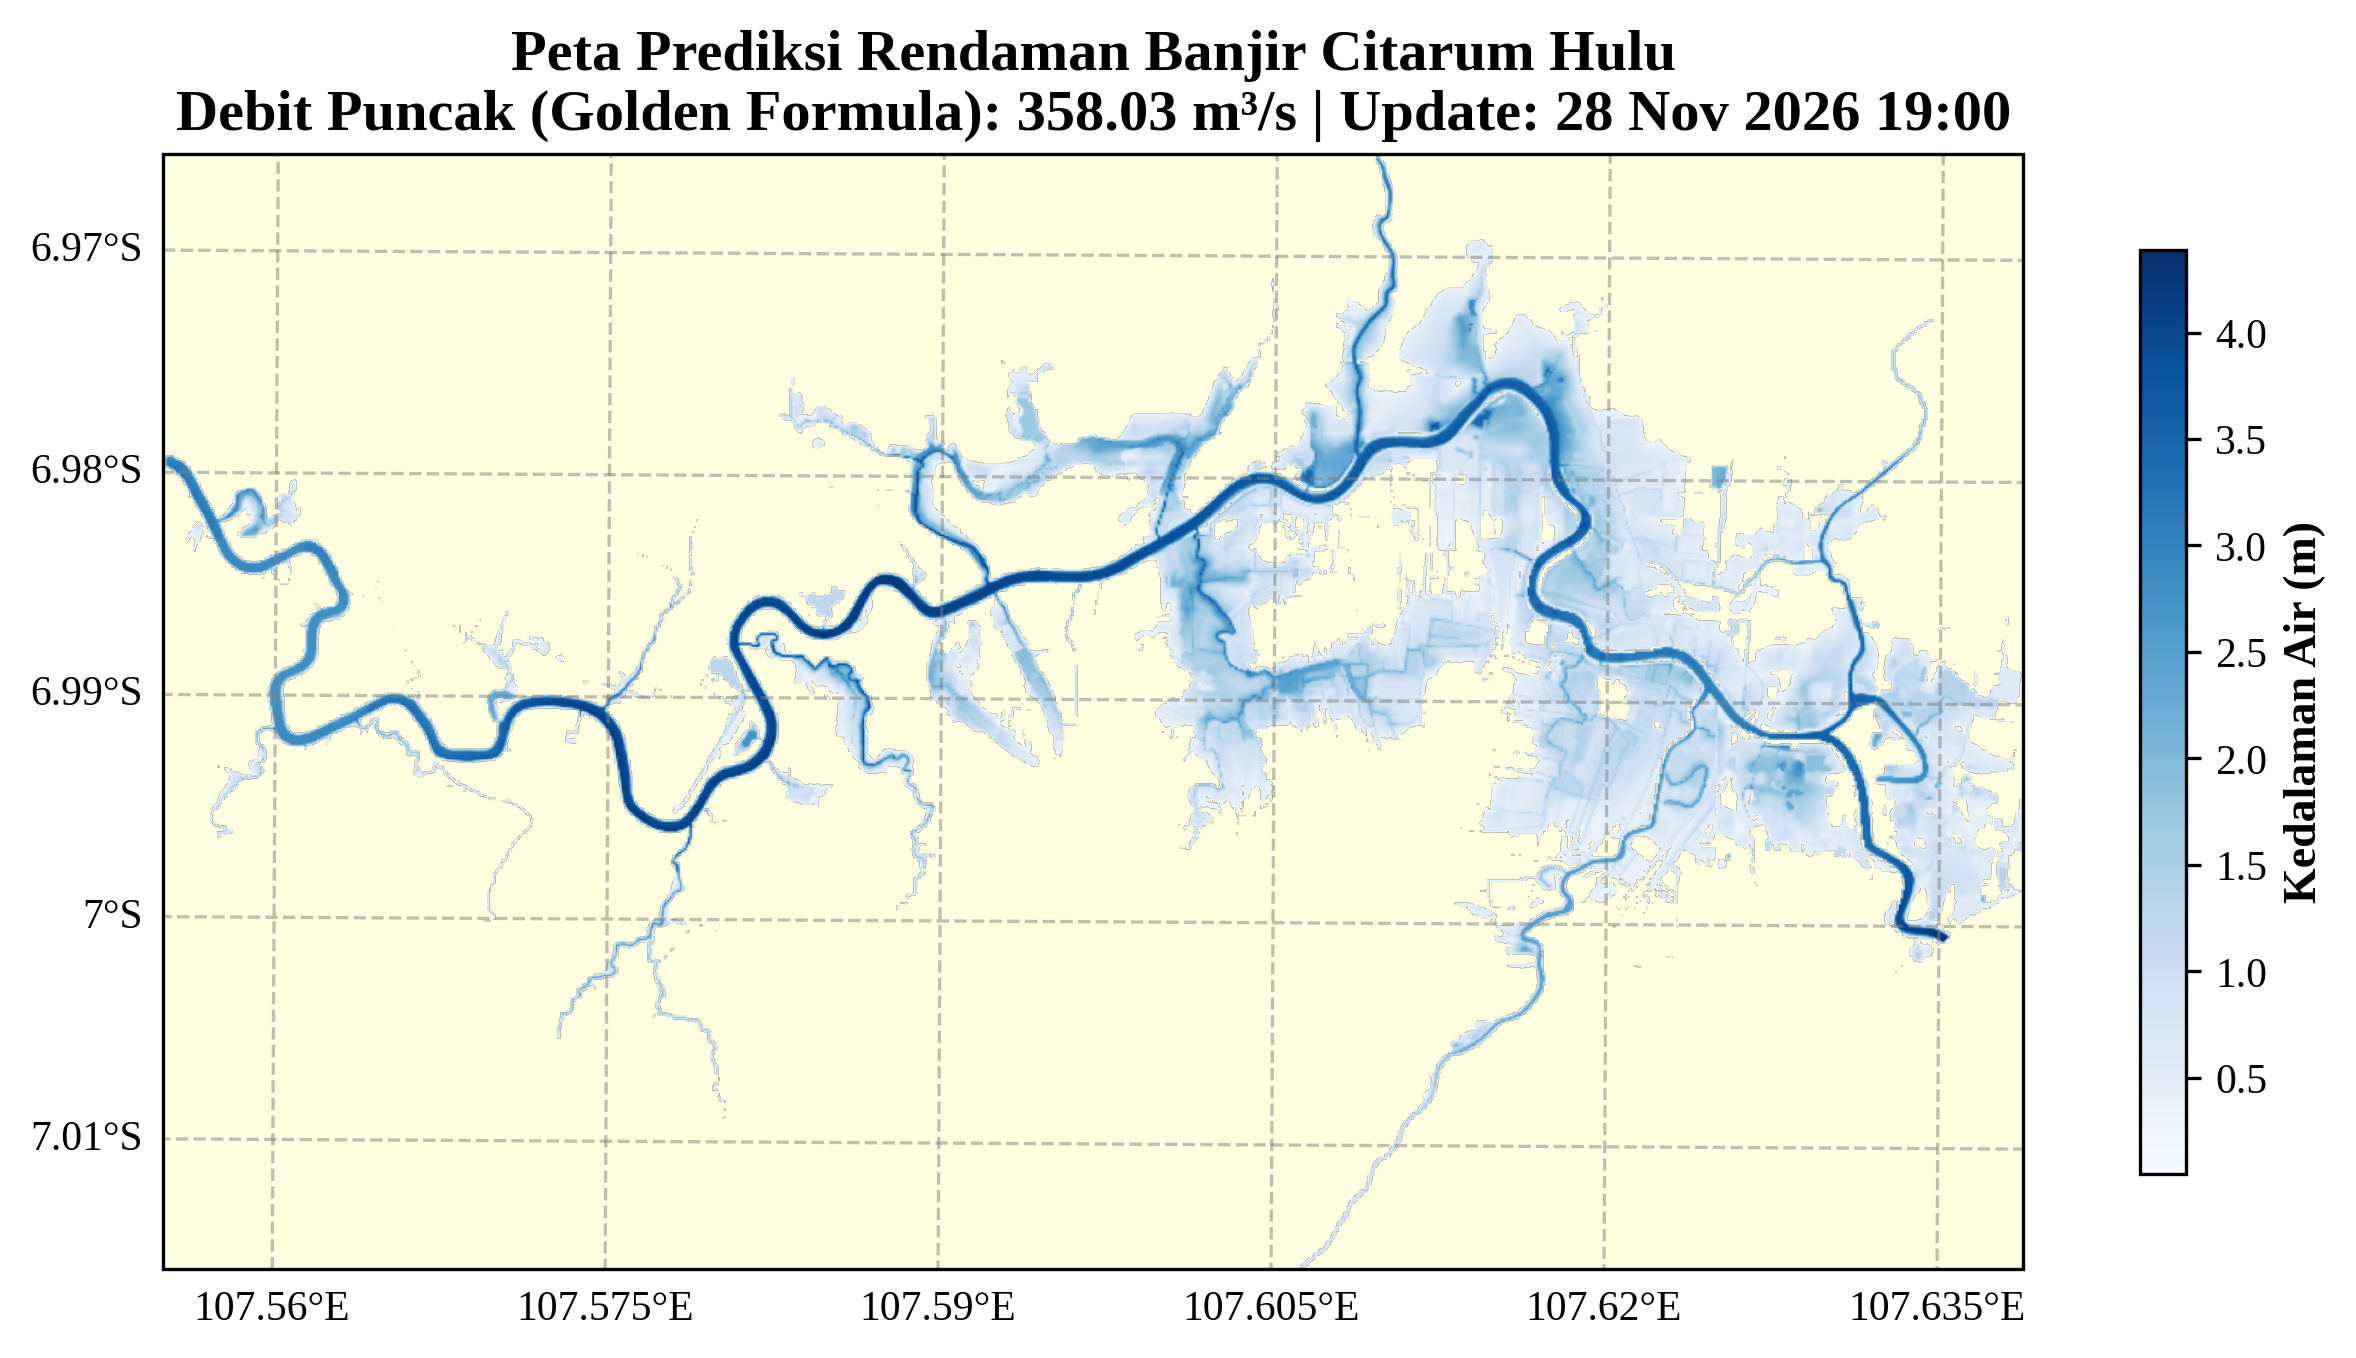 Peta Prediksi Rendaman Banjir Citarum Hulu
Debit Puncak (Golden Formula): 358.03 m³/s | Update: 28 Nov 2026 19:00
6.97°S
6.98°S
6.99°S
7°S
7.01°S
107.56°E
107.575°E
107.59°E
107.605°E
107.62°E
107.635°E
4.0
3.5
3.0
2.5
2.0
1.5
1.0
0.5
Kedalaman Air (m)